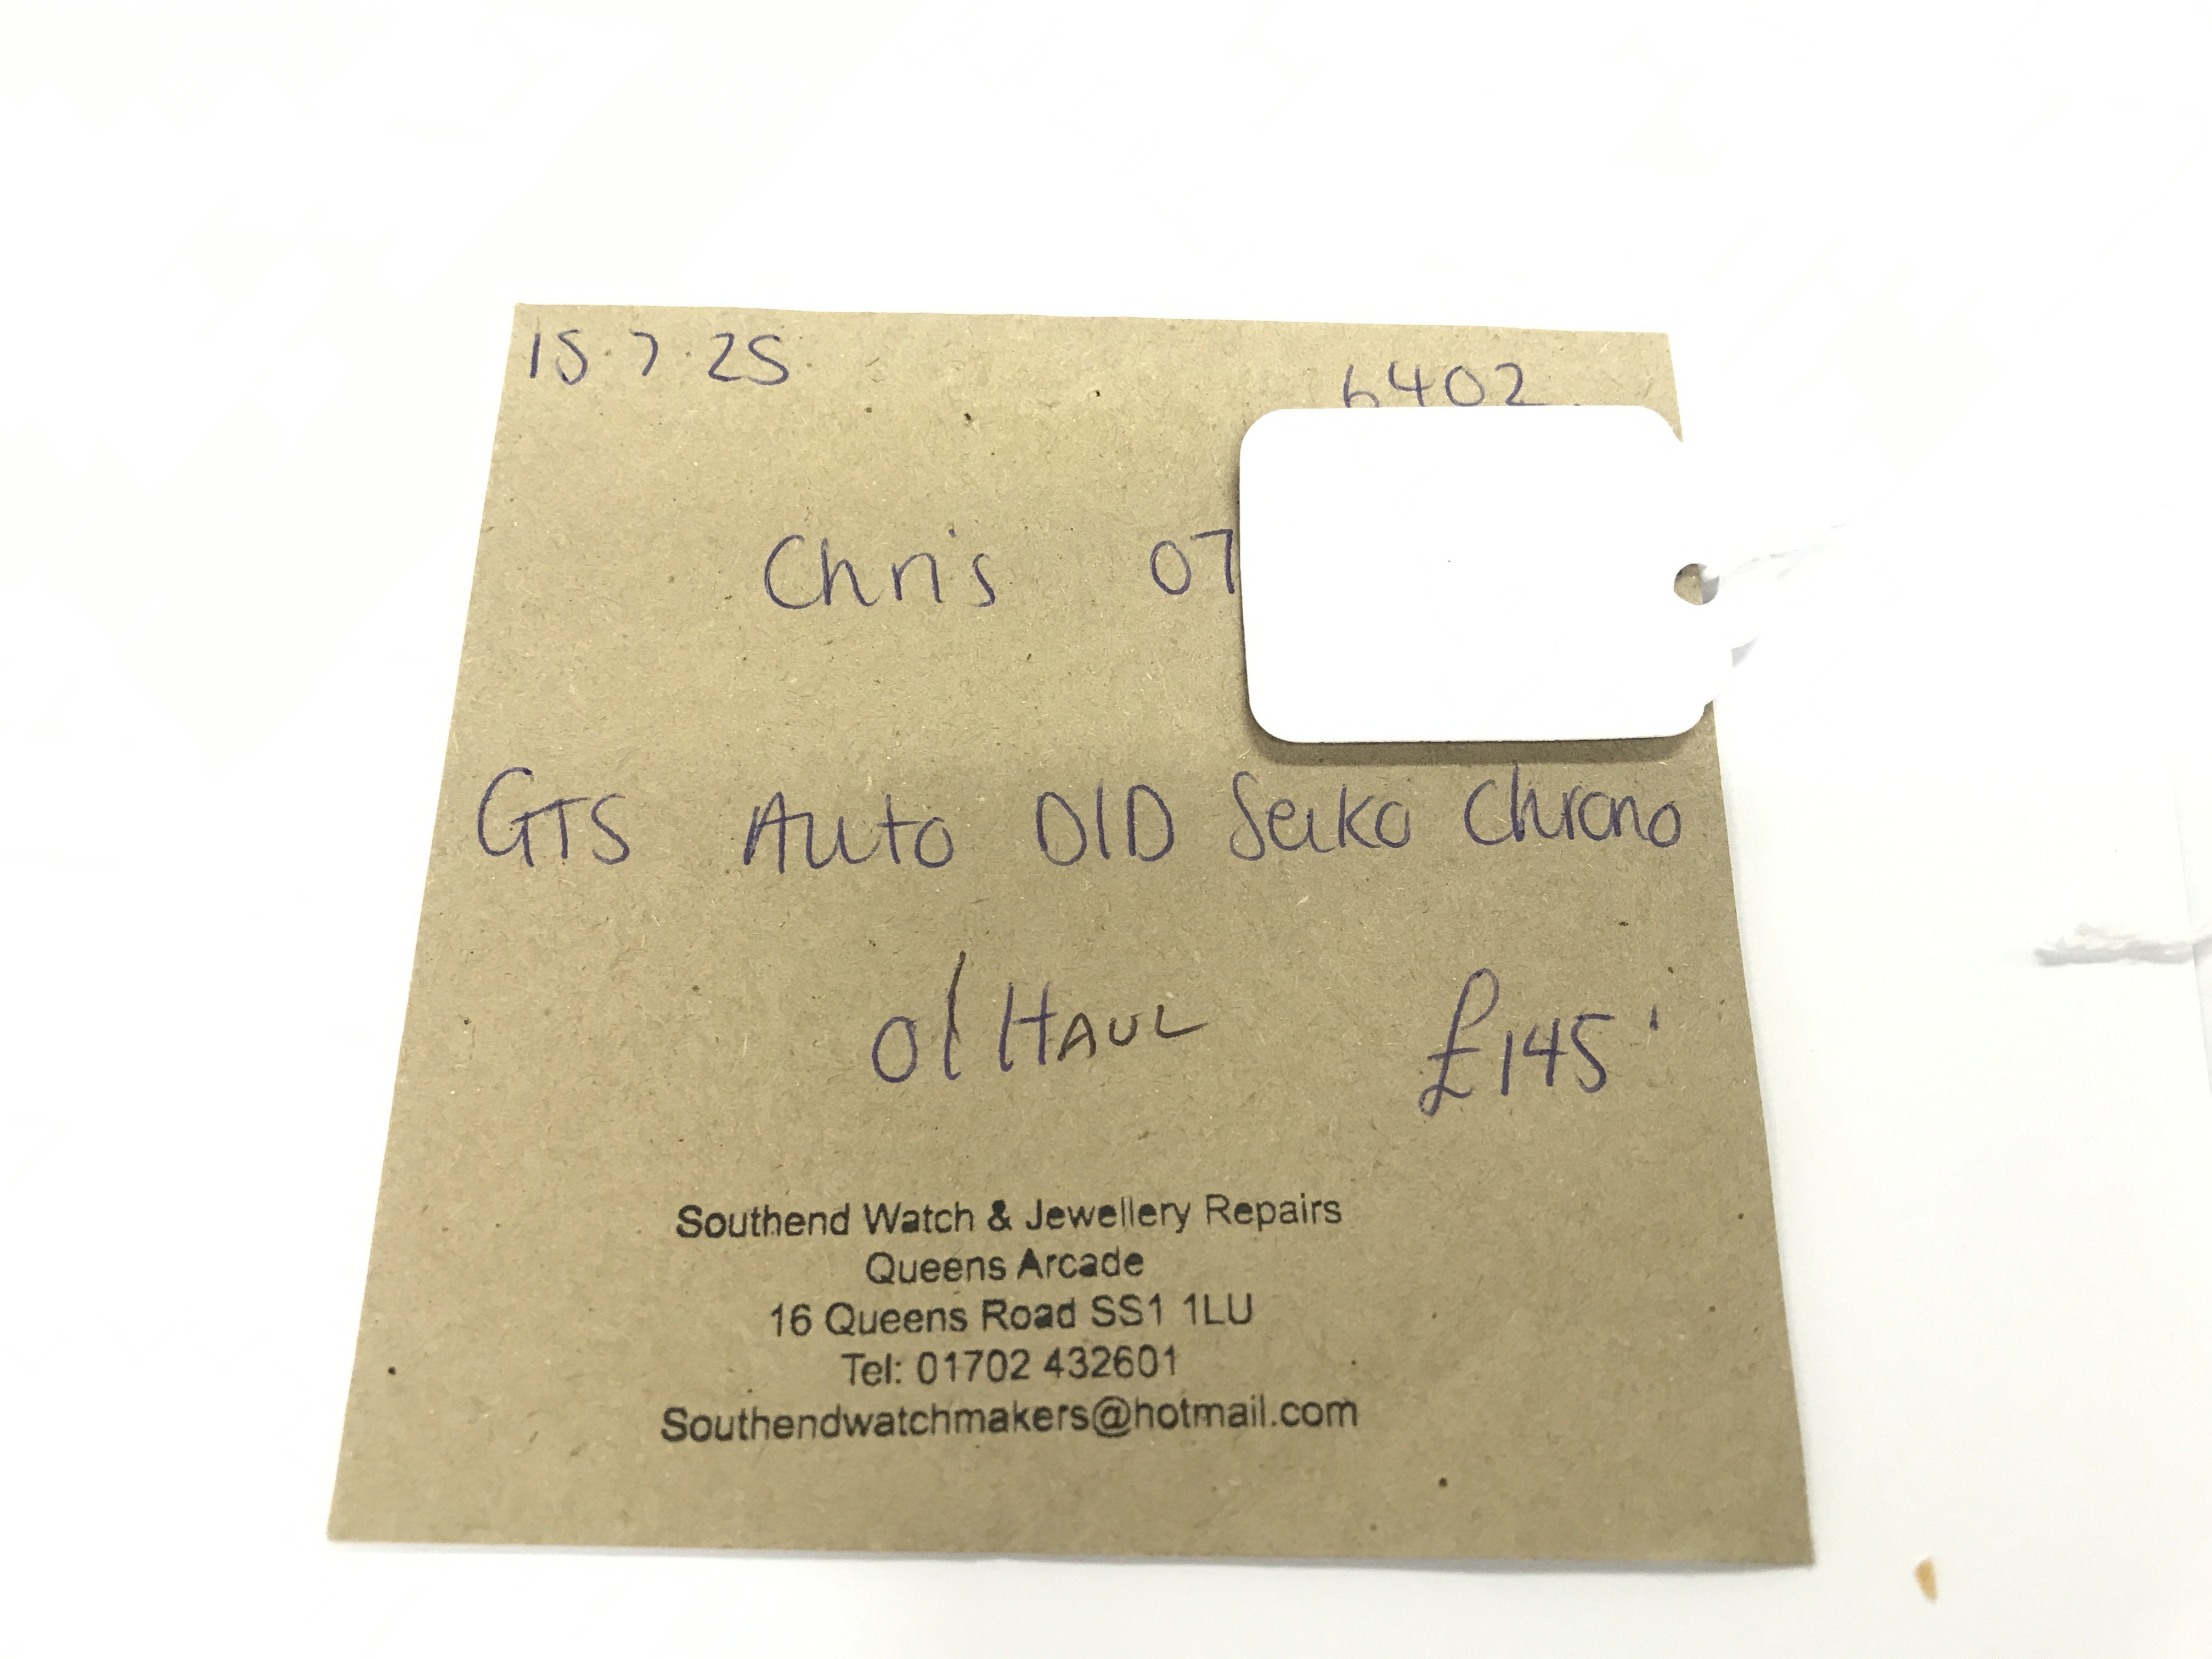 15.7.25 6402
Chris 07
GTS Auto D/D Seiko Chrono
O/HAUL £145
Southend Watch & Jewellery Repairs
Queens Arcade
16 Queens Road SS1 1LU
Tel: 01702 432601
Southendwatchmakers@hotmail.com